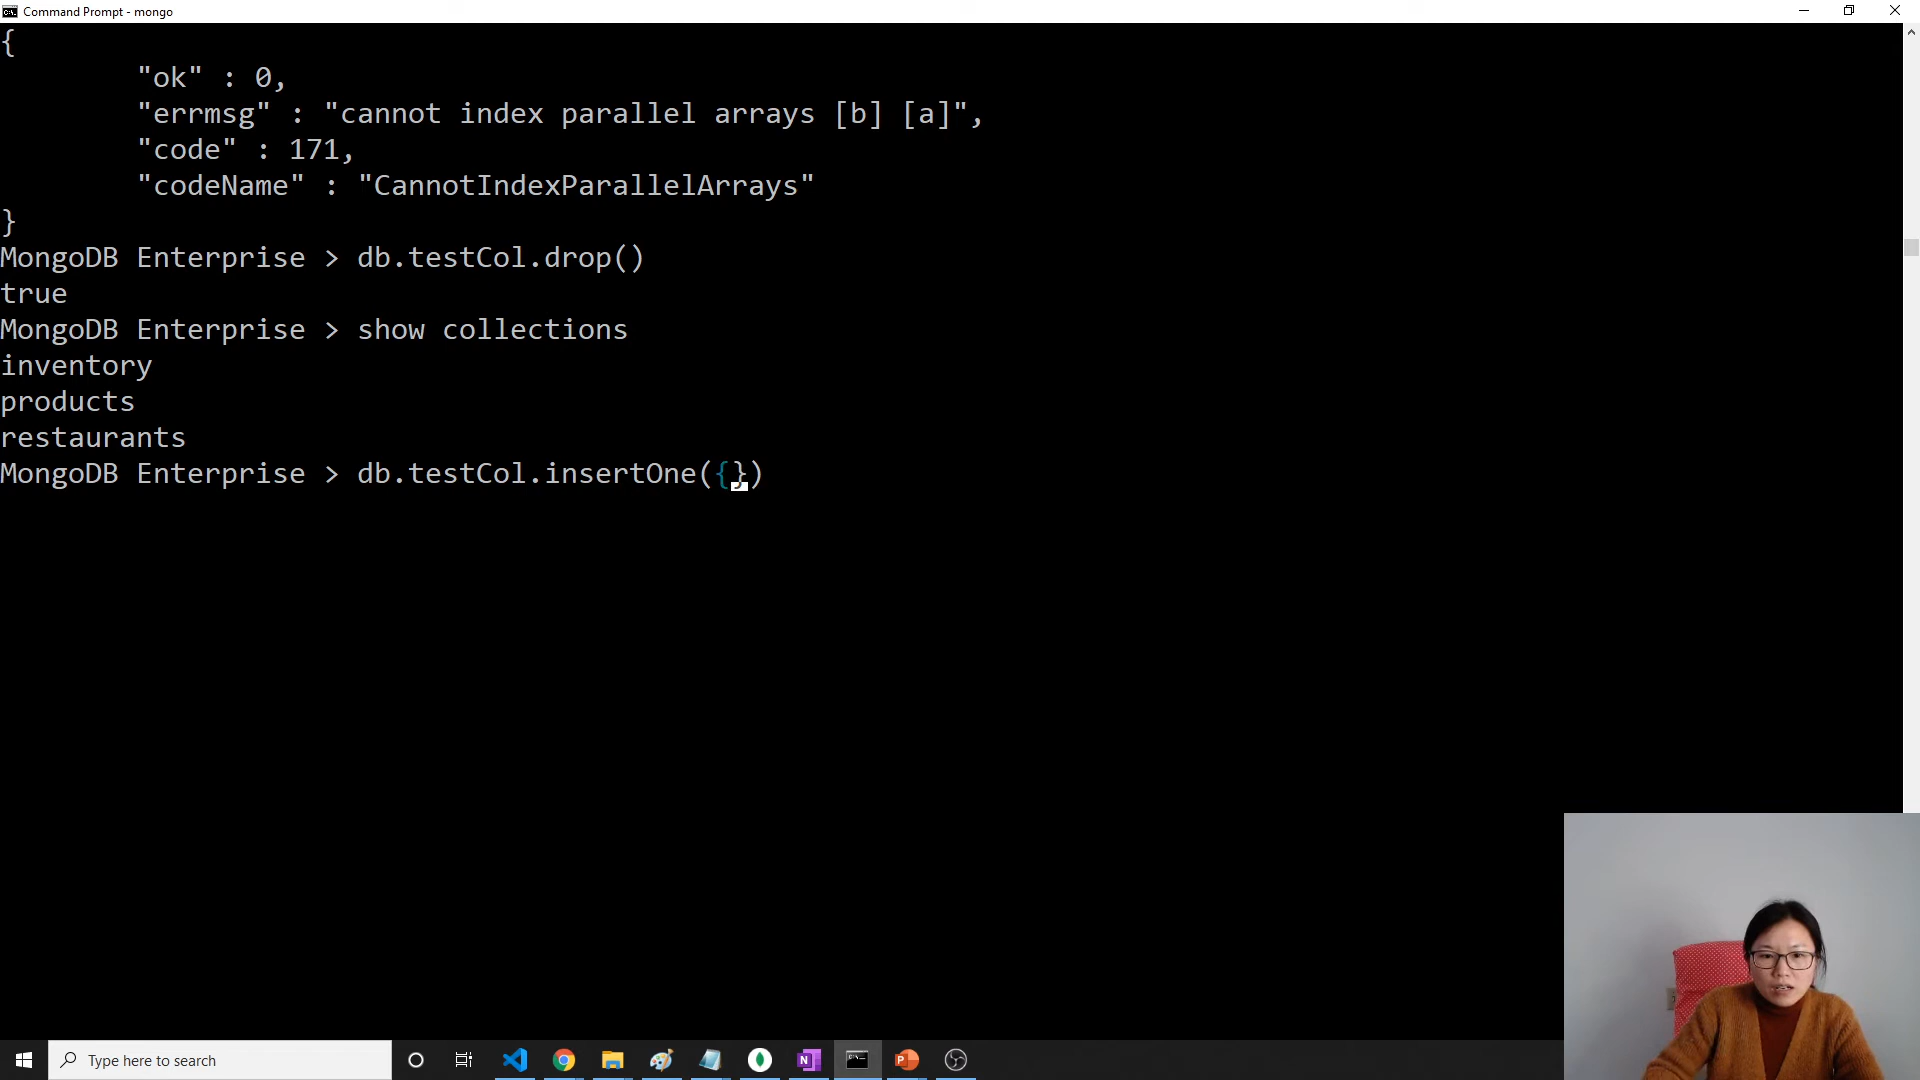 Command Prompt - mongo
{
"ok" : 0,
"errmsg" : "cannot index parallel arrays [b] [a]",
"code" : 171,
"codeName" : "CannotIndexParallelArrays"
}
MongoDB Enterprise > db.testCol.drop()
true
MongoDB Enterprise > show collections
inventory
products
restaurants
MongoDB Enterprise > db.testCol.insertOne({})
Type here to search